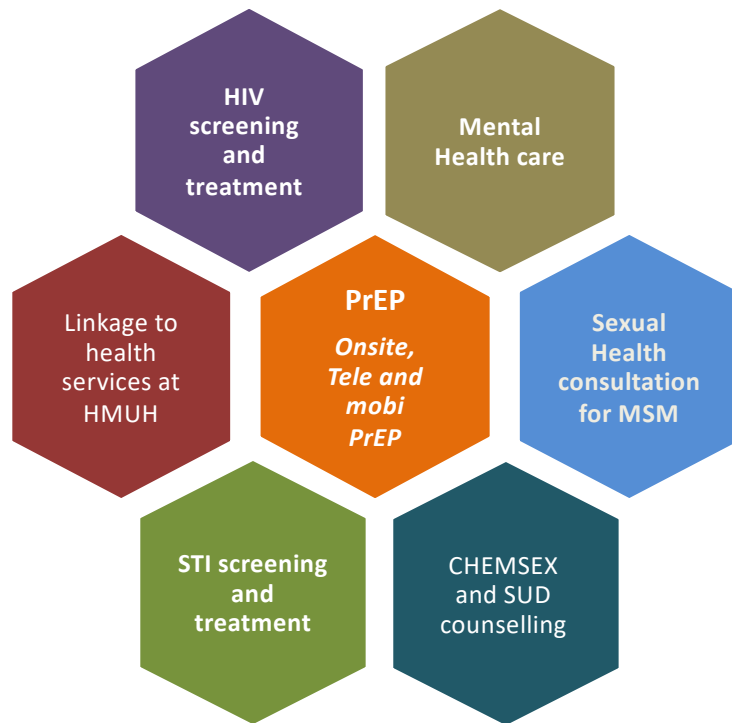 HIV
screening
and
treatment
Mental
Health care
Linkage to
health
services at
HMUH
PrEP
Onsite,
Tele and
mobi
PrEP
Sexual
Health
consultation
for MSM
STI screening
and
treatment
CHEMSEX
and SUD
counselling